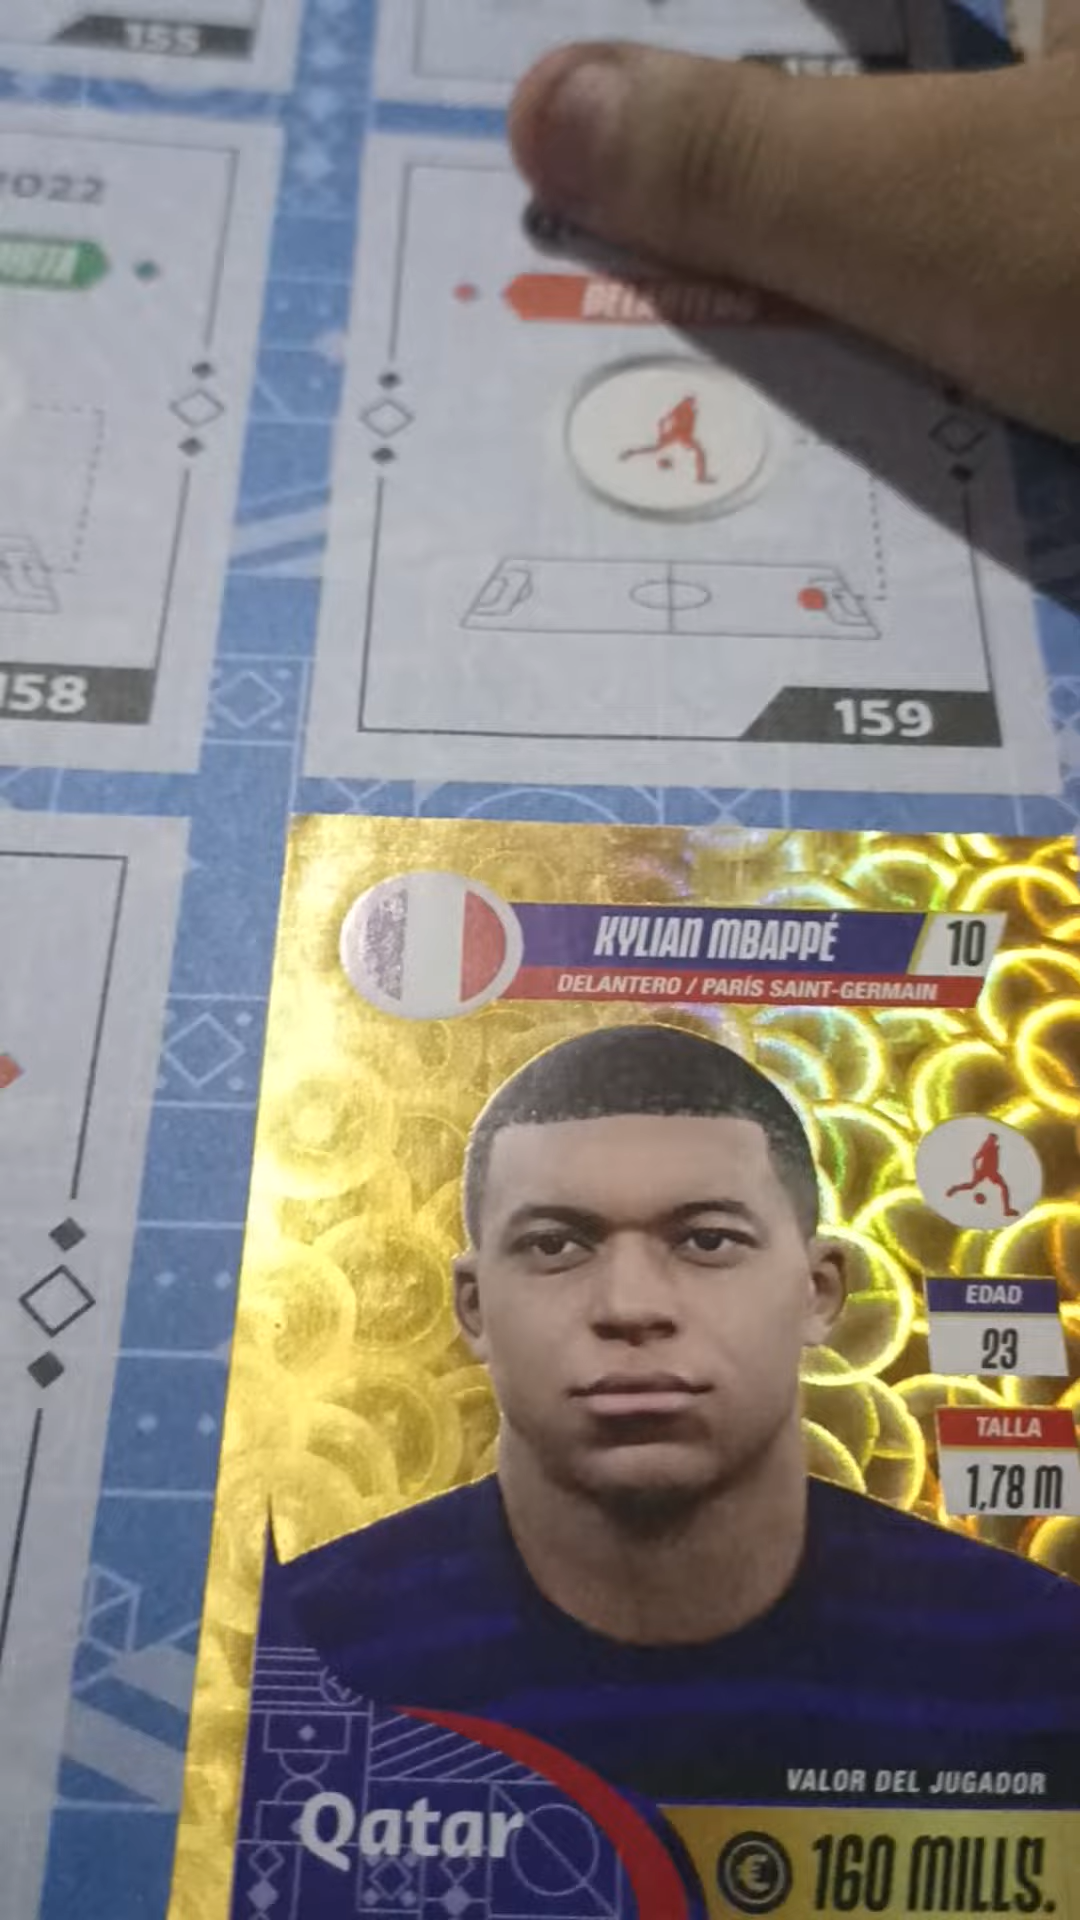 155
2022
DELANTERO
158
159
KYLIAN MBAPPÉ 10
DELANTERO / PARÍS SAINT-GERMAIN
EDAD
23
TALLA
1,78 M
VALOR DEL JUGADOR
Qatar
160 MILLS.